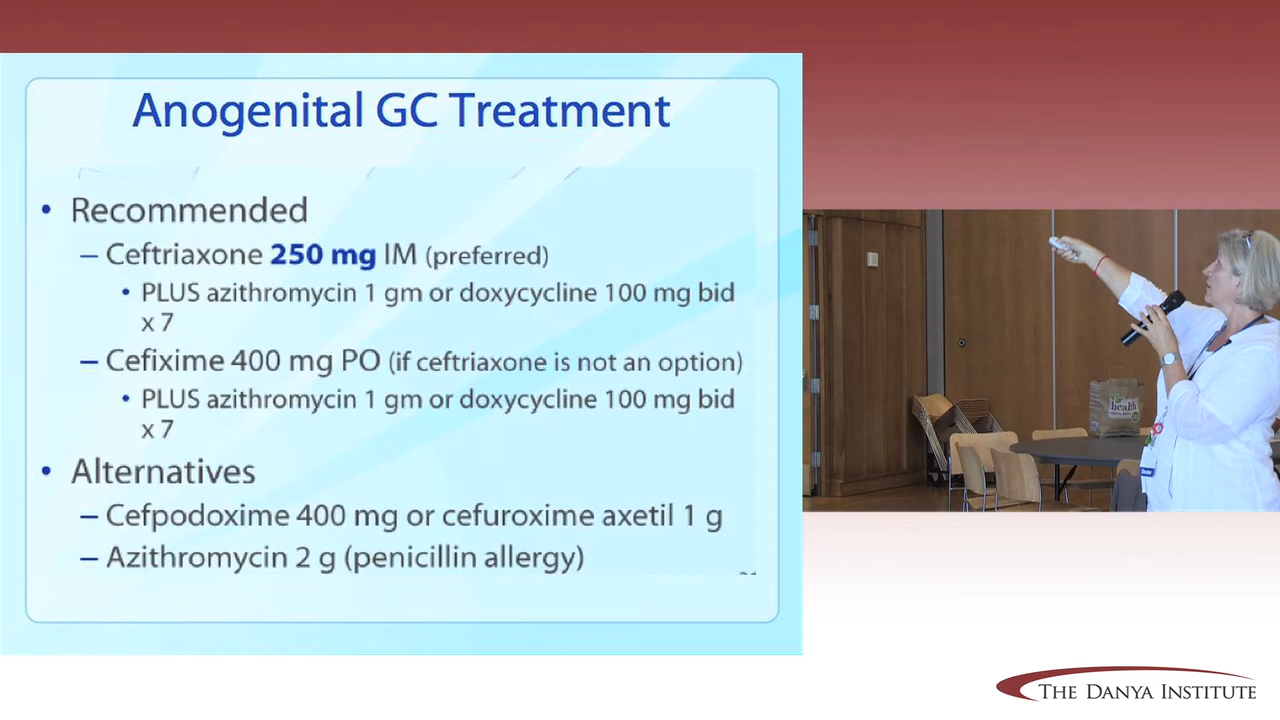 Anogenital GC Treatment
• Recommended
– Ceftriaxone 250 mg IM (preferred)
• PLUS azithromycin 1 gm or doxycycline 100 mg bid
x 7
– Cefixime 400 mg PO (if ceftriaxone is not an option)
• PLUS azithromycin 1 gm or doxycycline 100 mg bid
x 7
• Alternatives
– Cefpodoxime 400 mg or cefuroxime axetil 1 g
– Azithromycin 2 g (penicillin allergy)
health
THE DANYA INSTITUTE